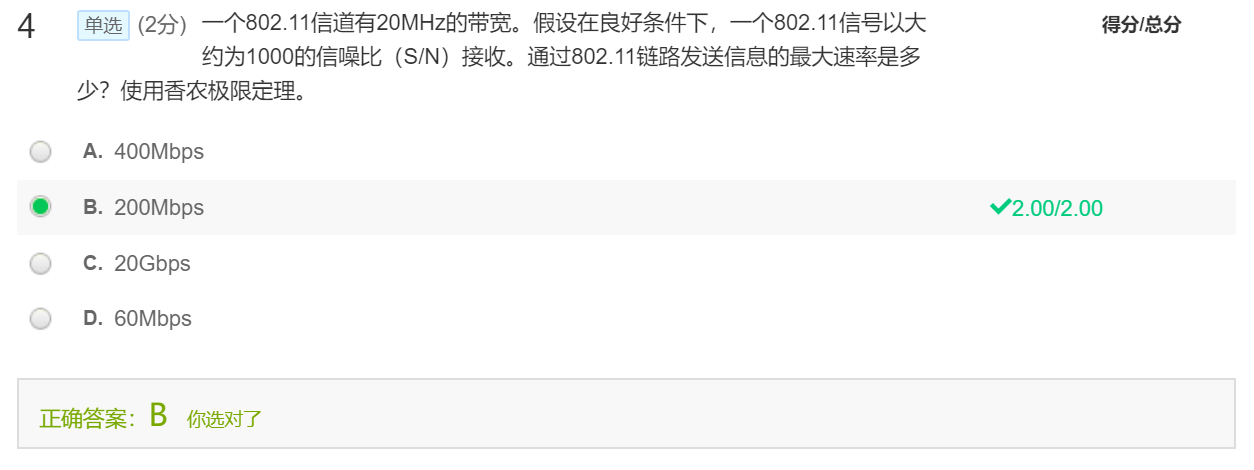 4 单选 (2分) 一个802.11信道有20MHz的带宽。假设在良好条件下，一个802.11信号以大 得分/总分
约为1000的信噪比（S/N）接收。通过802.11链路发送信息的最大速率是多
少？使用香农极限定理。
A. 400Mbps
B. 200Mbps 2.00/2.00
C. 20Gbps
D. 60Mbps
正确答案：B 你选对了